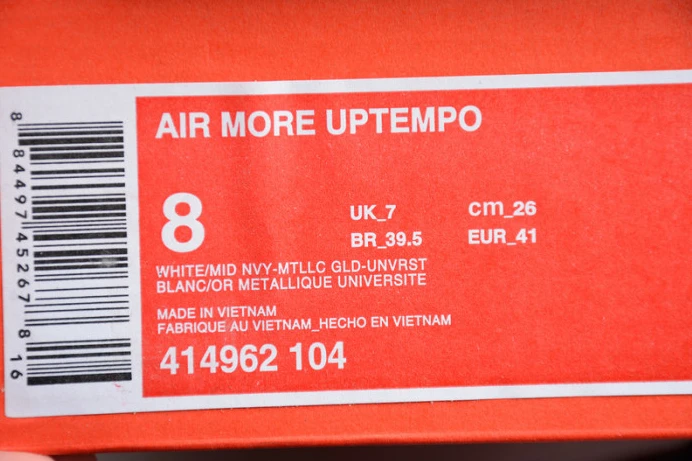 AIR MORE UPTEMPO
8
UK_7 cm_26
BR_39.5 EUR_41
WHITE/MID NVY-MTLLC GLD-UNVRST
BLANC/OR METALLIQUE UNIVERSITE
MADE IN VIETNAM
FABRIQUE AU VIETNAM_HECHO EN VIETNAM
414962 104
8 84497 45267 8 16